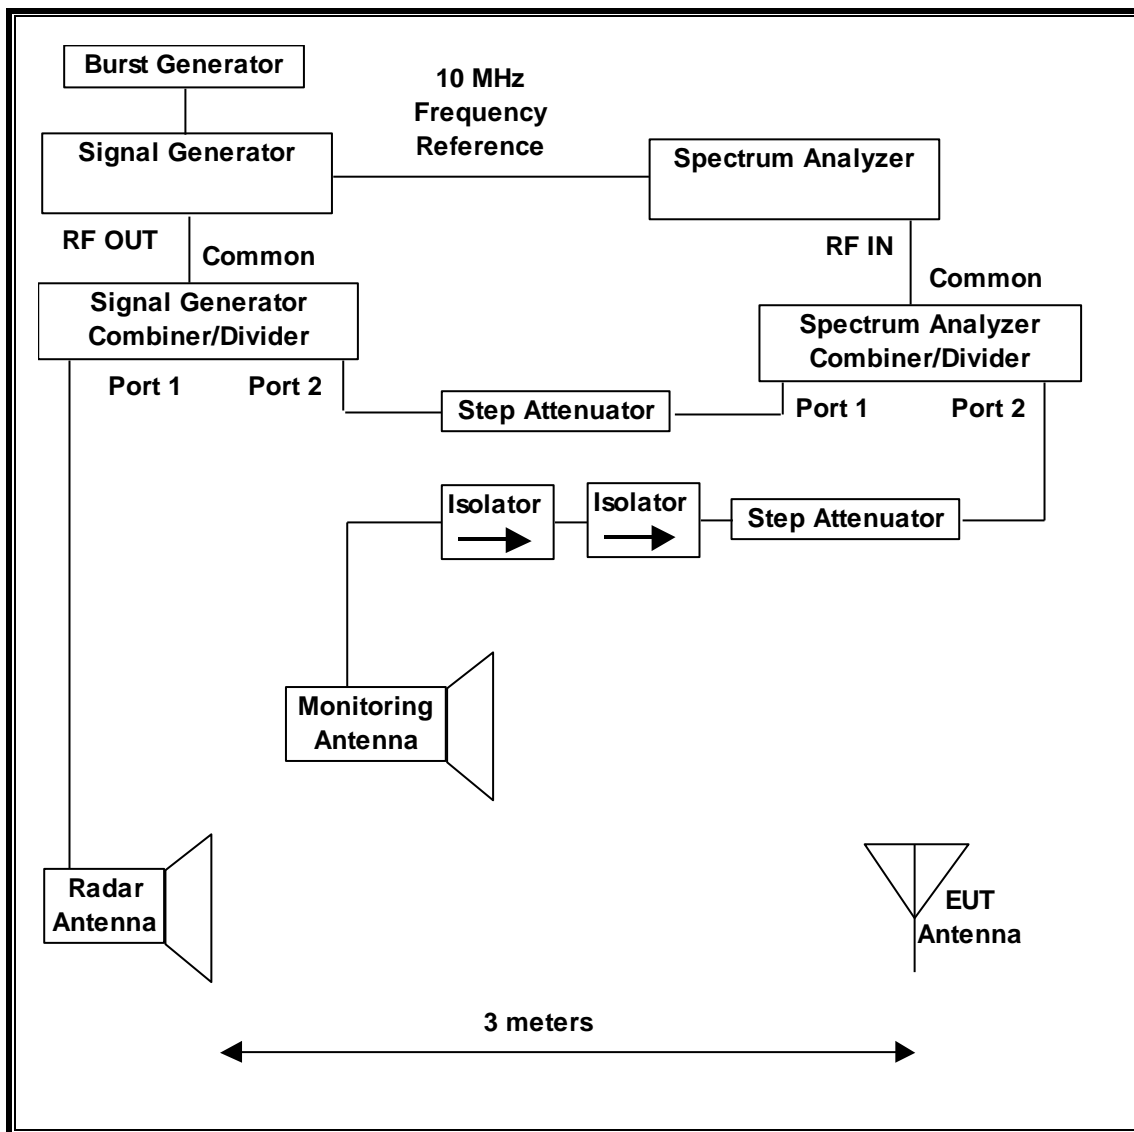 Burst Generator
10 MHz
Frequency
Reference
Signal Generator
Spectrum Analyzer
RF OUT
Common
RF IN
Common
Signal Generator
Combiner/Divider
Spectrum Analyzer
Combiner/Divider
Port 1
Port 2
Step Attenuator
Port 1
Port 2
Isolator
Isolator
Step Attenuator
Monitoring
Antenna
Radar
Antenna
EUT
Antenna
3 meters